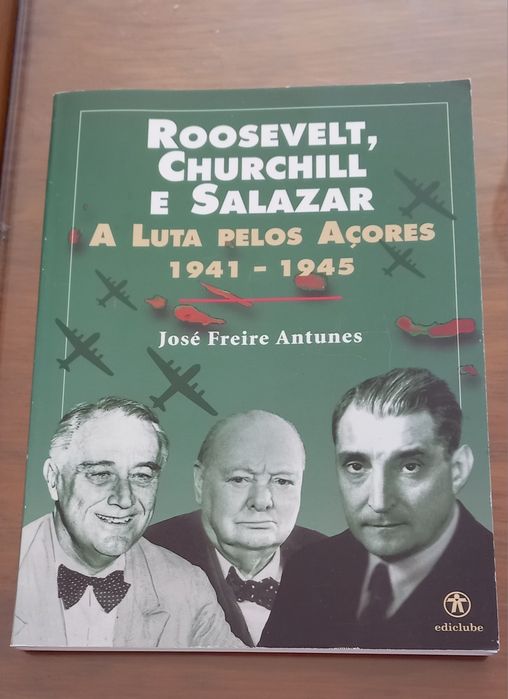 ROOSEVELT,
CHURCHILL
E SALAZAR
A LUTA PELOS AÇORES
1941 – 1945
José Freire Antunes
ediclube